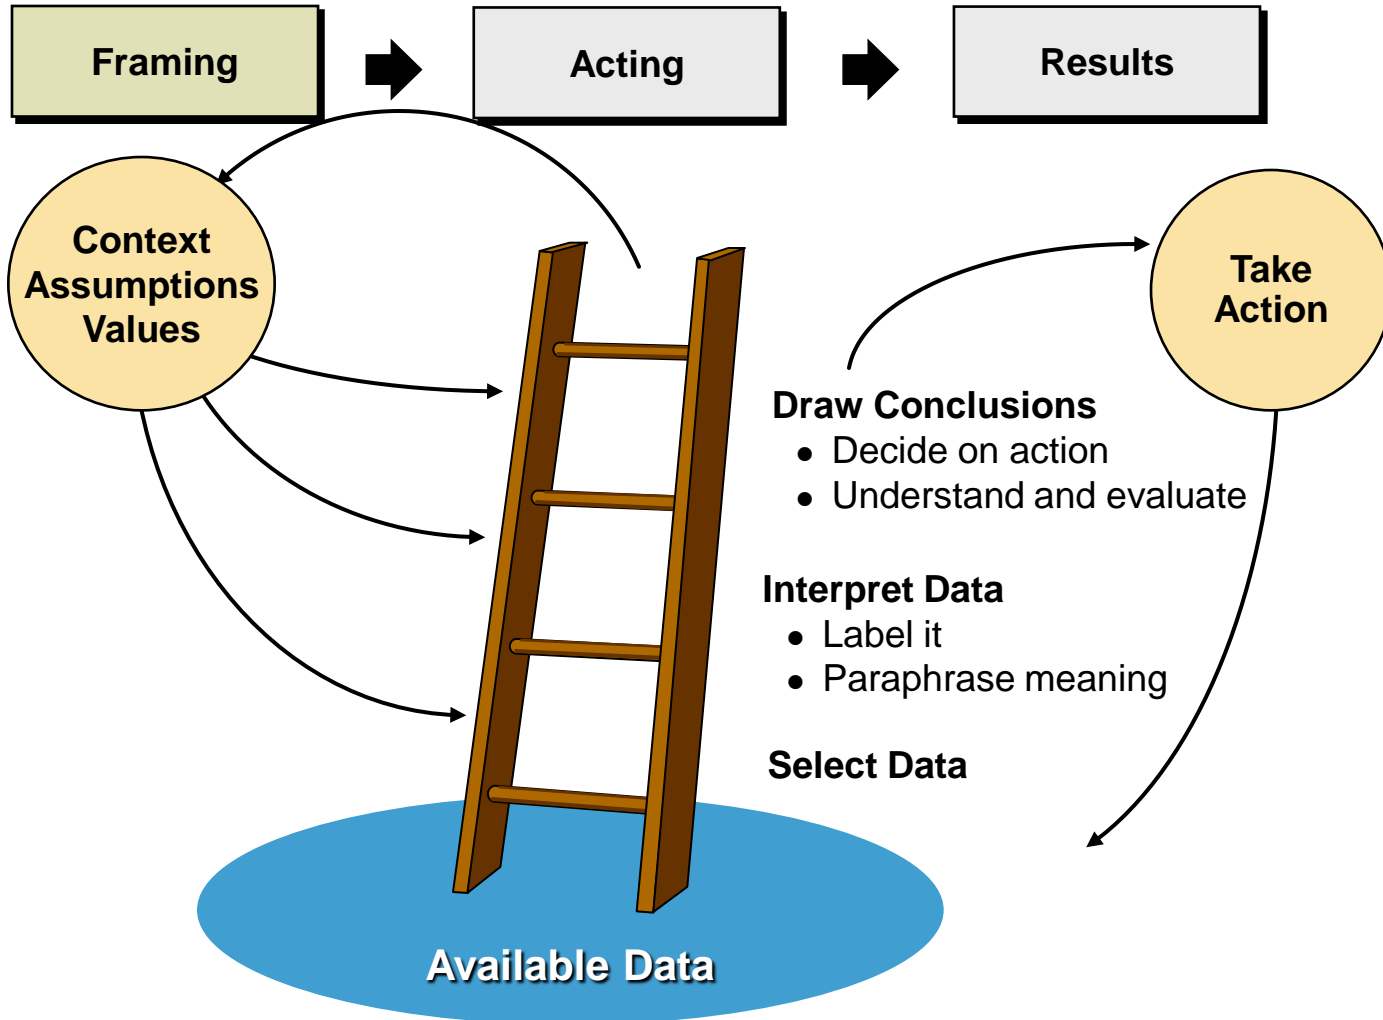 Framing
Acting
Results
Context
Assumptions
Values
Take
Action
Draw Conclusions
• Decide on action
• Understand and evaluate
Interpret Data
• Label it
• Paraphrase meaning
Select Data
Available Data